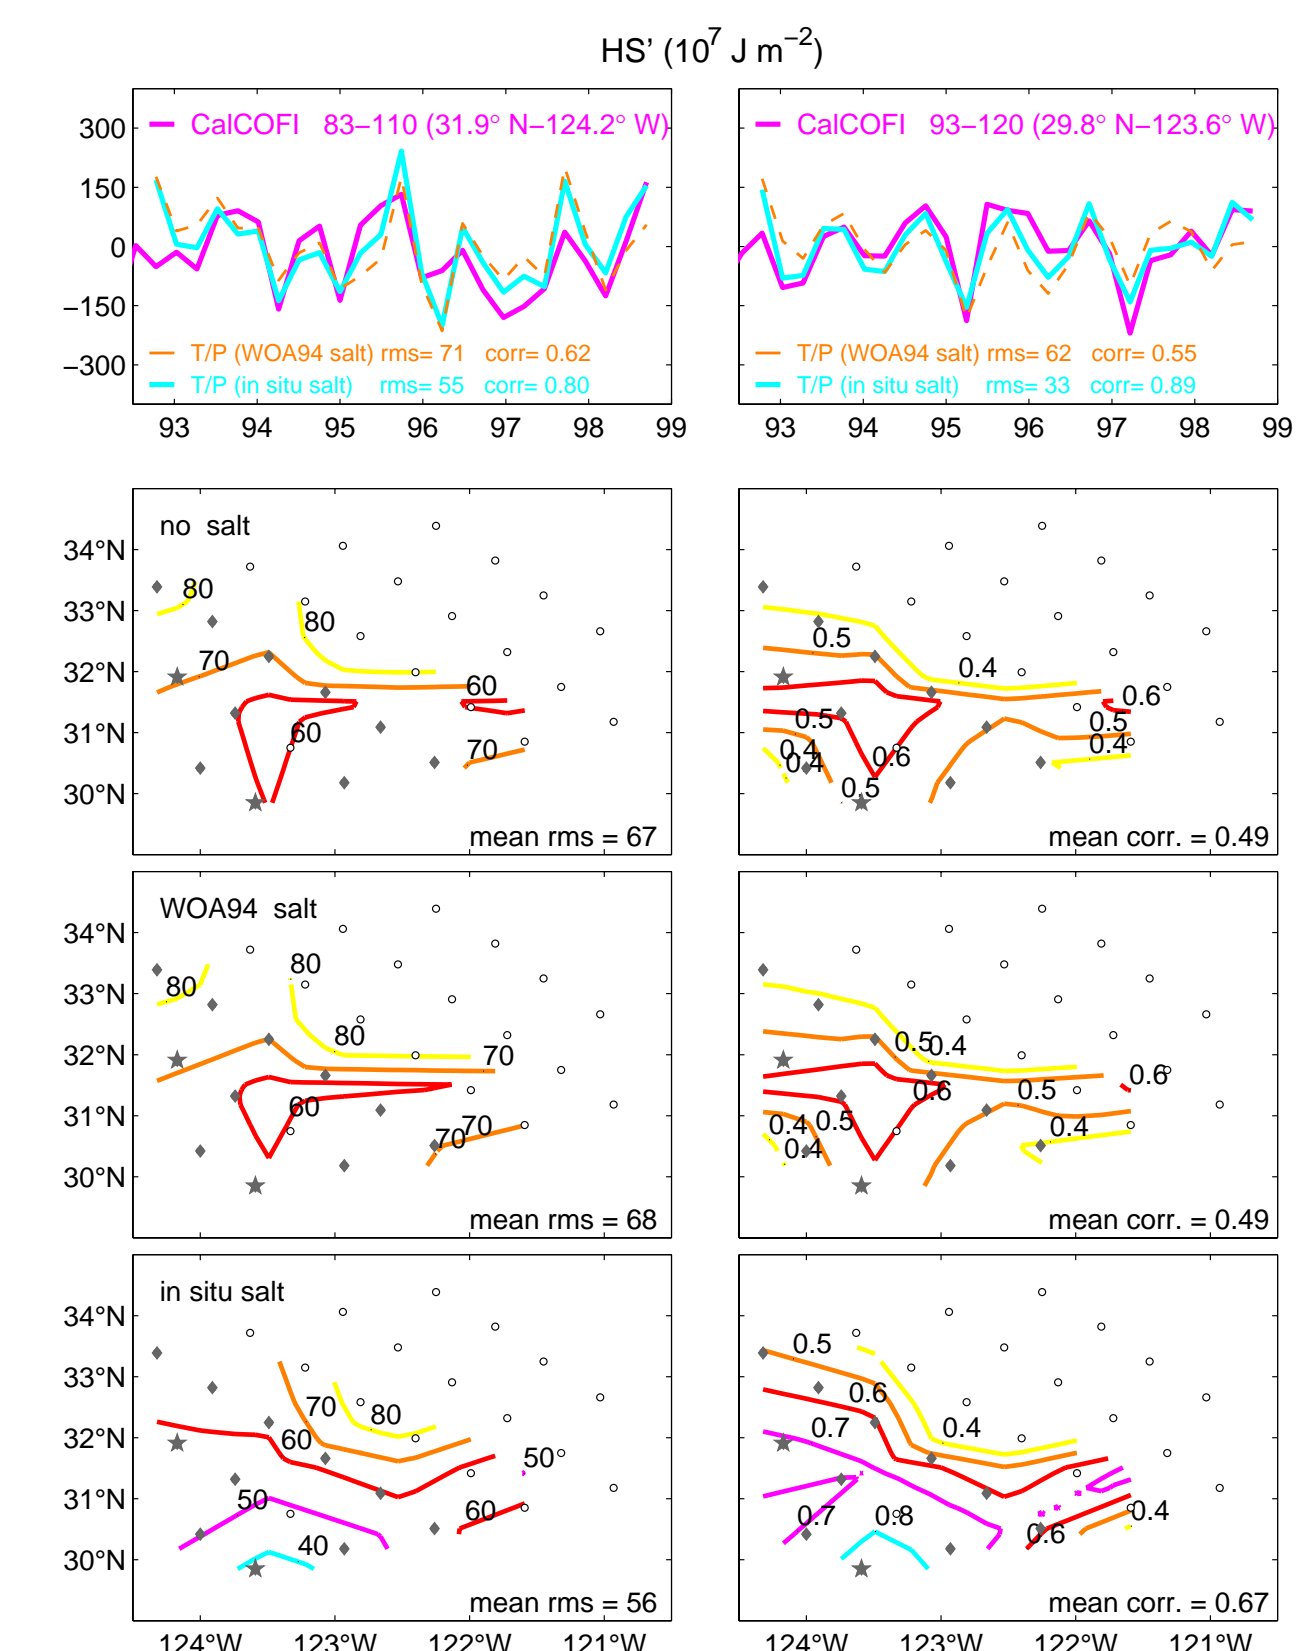 HS’ (10^7 J m^−2)
CalCOFI 83−110 (31.9° N−124.2° W)
CalCOFI 93−120 (29.8° N−123.6° W)
300
150
0
−150
−300
T/P (WOA94 salt) rms= 71 corr= 0.62
T/P (in situ salt) rms= 55 corr= 0.80
T/P (WOA94 salt) rms= 62 corr= 0.55
T/P (in situ salt) rms= 33 corr= 0.89
93 94 95 96 97 98 99
93 94 95 96 97 98 99
no salt
34°N
33°N
32°N
31°N
30°N
80
80
70
60
60
70
mean rms = 67
0.5
0.4
0.6
0.5
0.5
0.4
0.4
0.4
0.6
0.5
mean corr. = 0.49
WOA94 salt
34°N
33°N
32°N
31°N
30°N
80
80
80
70
60
70
70
mean rms = 68
0.5
0.4
0.6
0.6
0.5
0.4
0.5
0.4
0.4
mean corr. = 0.49
in situ salt
34°N
33°N
32°N
31°N
30°N
70
80
60
50
50
60
40
mean rms = 56
0.5
0.6
0.7
0.4
0.7
0.8
0.4
0.6
mean corr. = 0.67
124°W 123°W 122°W 121°W
124°W 123°W 122°W 121°W